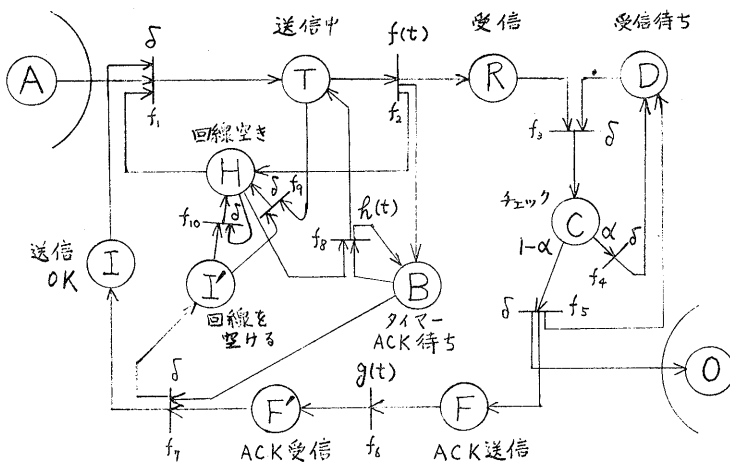 送信中
受信
受信待ち
δ
f(t)
A
T
R
D
f₁
f₂
f₃
δ
回線空き
H
δ
f₉
チェック
C
f₁₀
δ
f₈
h(t)
α
δ
1-α
f₄
送信
OK
I
I′
B
δ
f₅
回線を
空ける
タイマー
ACK待ち
O
δ
g(t)
F′
F
f₇
ACK受信
f₆
ACK送信